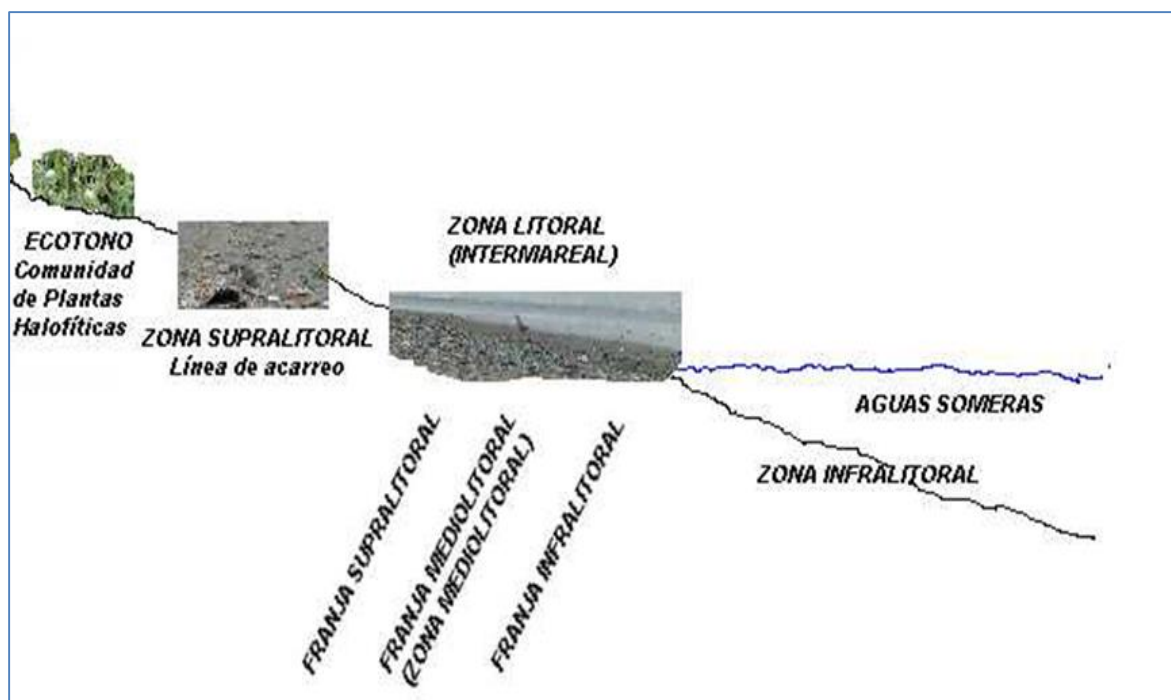 ECOTONO
Comunidad
de Plantas
Halofíticas
ZONA SUPRALITORAL
Línea de acarreo
ZONA LITORAL
(INTERMAREAL)
FRANJA SUPRALITORAL
FRANJA MEDIOLITORAL
(ZONA MEDIOLITORAL)
FRANJA INFRALITORAL
AGUAS SOMERAS
ZONA INFRALITORAL